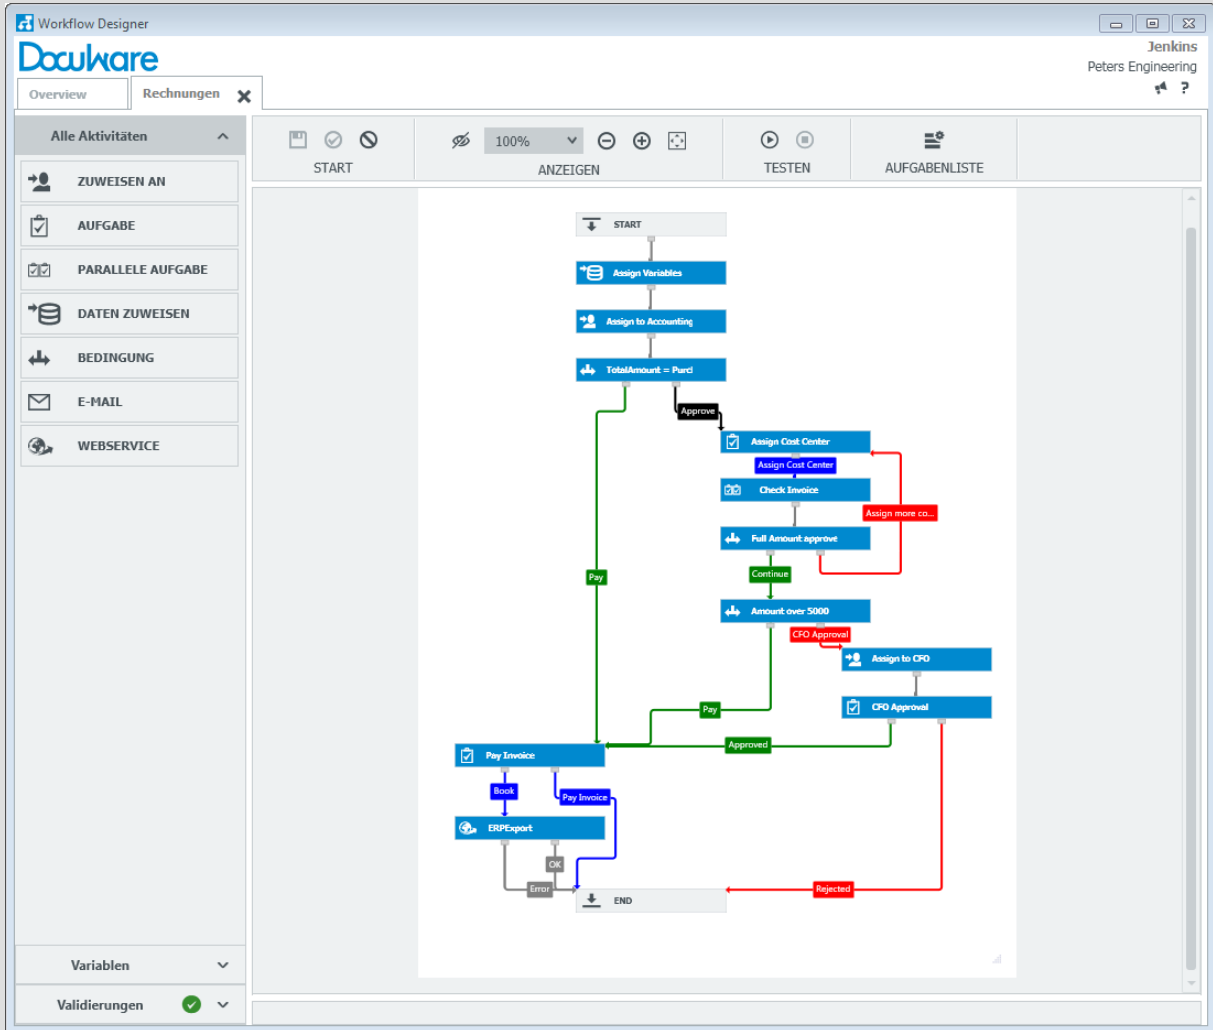 Workflow Designer
DocuWare
Jenkins
Peters Engineering
?
Overview
Rechnungen
Alle Aktivitäten
ZUWEISEN AN
AUFGABE
PARALLELE AUFGABE
DATEN ZUWEISEN
BEDINGUNG
E-MAIL
WEBSERVICE
Variablen
Validierungen
START
100%
ANZEIGEN
TESTEN
AUFGABENLISTE
START
Assign Variables
Assign to Accounting
TotalAmount = Purcl
Approve
Assign Cost Center
Assign Cost Center
Check Invoice
Assign more co...
Full Amount approve
Continue
Pay
Amount over 5000
CFO Approval
Assign to CFO
CFO Approval
Pay
Approved
Pay Invoice
Book
Pay Invoice
ERPExport
OK
Error
Rejected
END